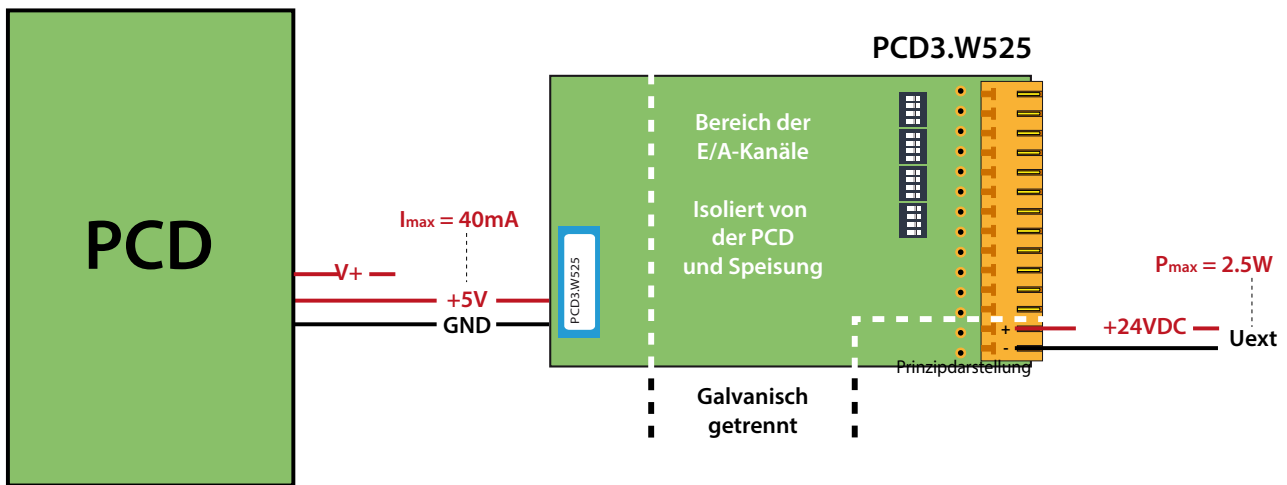 PCD3.W525
Bereich der
E/A-Kanäle
Isoliert von
der PCD
und Speisung
PCD
Imax = 40mA
V+
+5V
GND
PCD3.W525
Pmax = 2.5W
+
+24VDC
-
Uext
Prinzipdarstellung
Galvanisch
getrennt